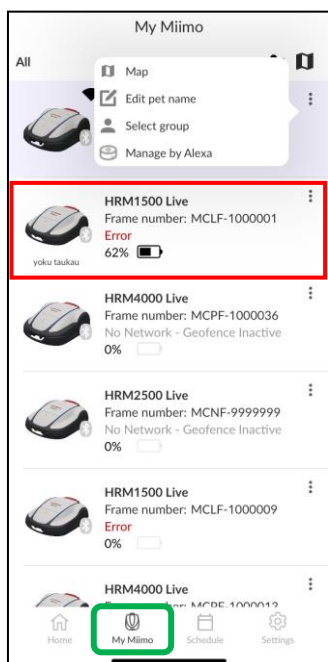 My Miimo
All
Map
Edit pet name
Select group
Manage by Alexa
HRM1500 Live
Frame number: MCLF-1000001
Error
62%
yoku taukau
HRM4000 Live
Frame number: MCPF-1000036
No Network - Geofence Inactive
0%
HRM2500 Live
Frame number: MCNF-9999999
No Network - Geofence Inactive
0%
HRM1500 Live
Frame number: MCLF-1000009
Error
0%
HRM4000 Live
Home
My Miimo
Schedule
Settings